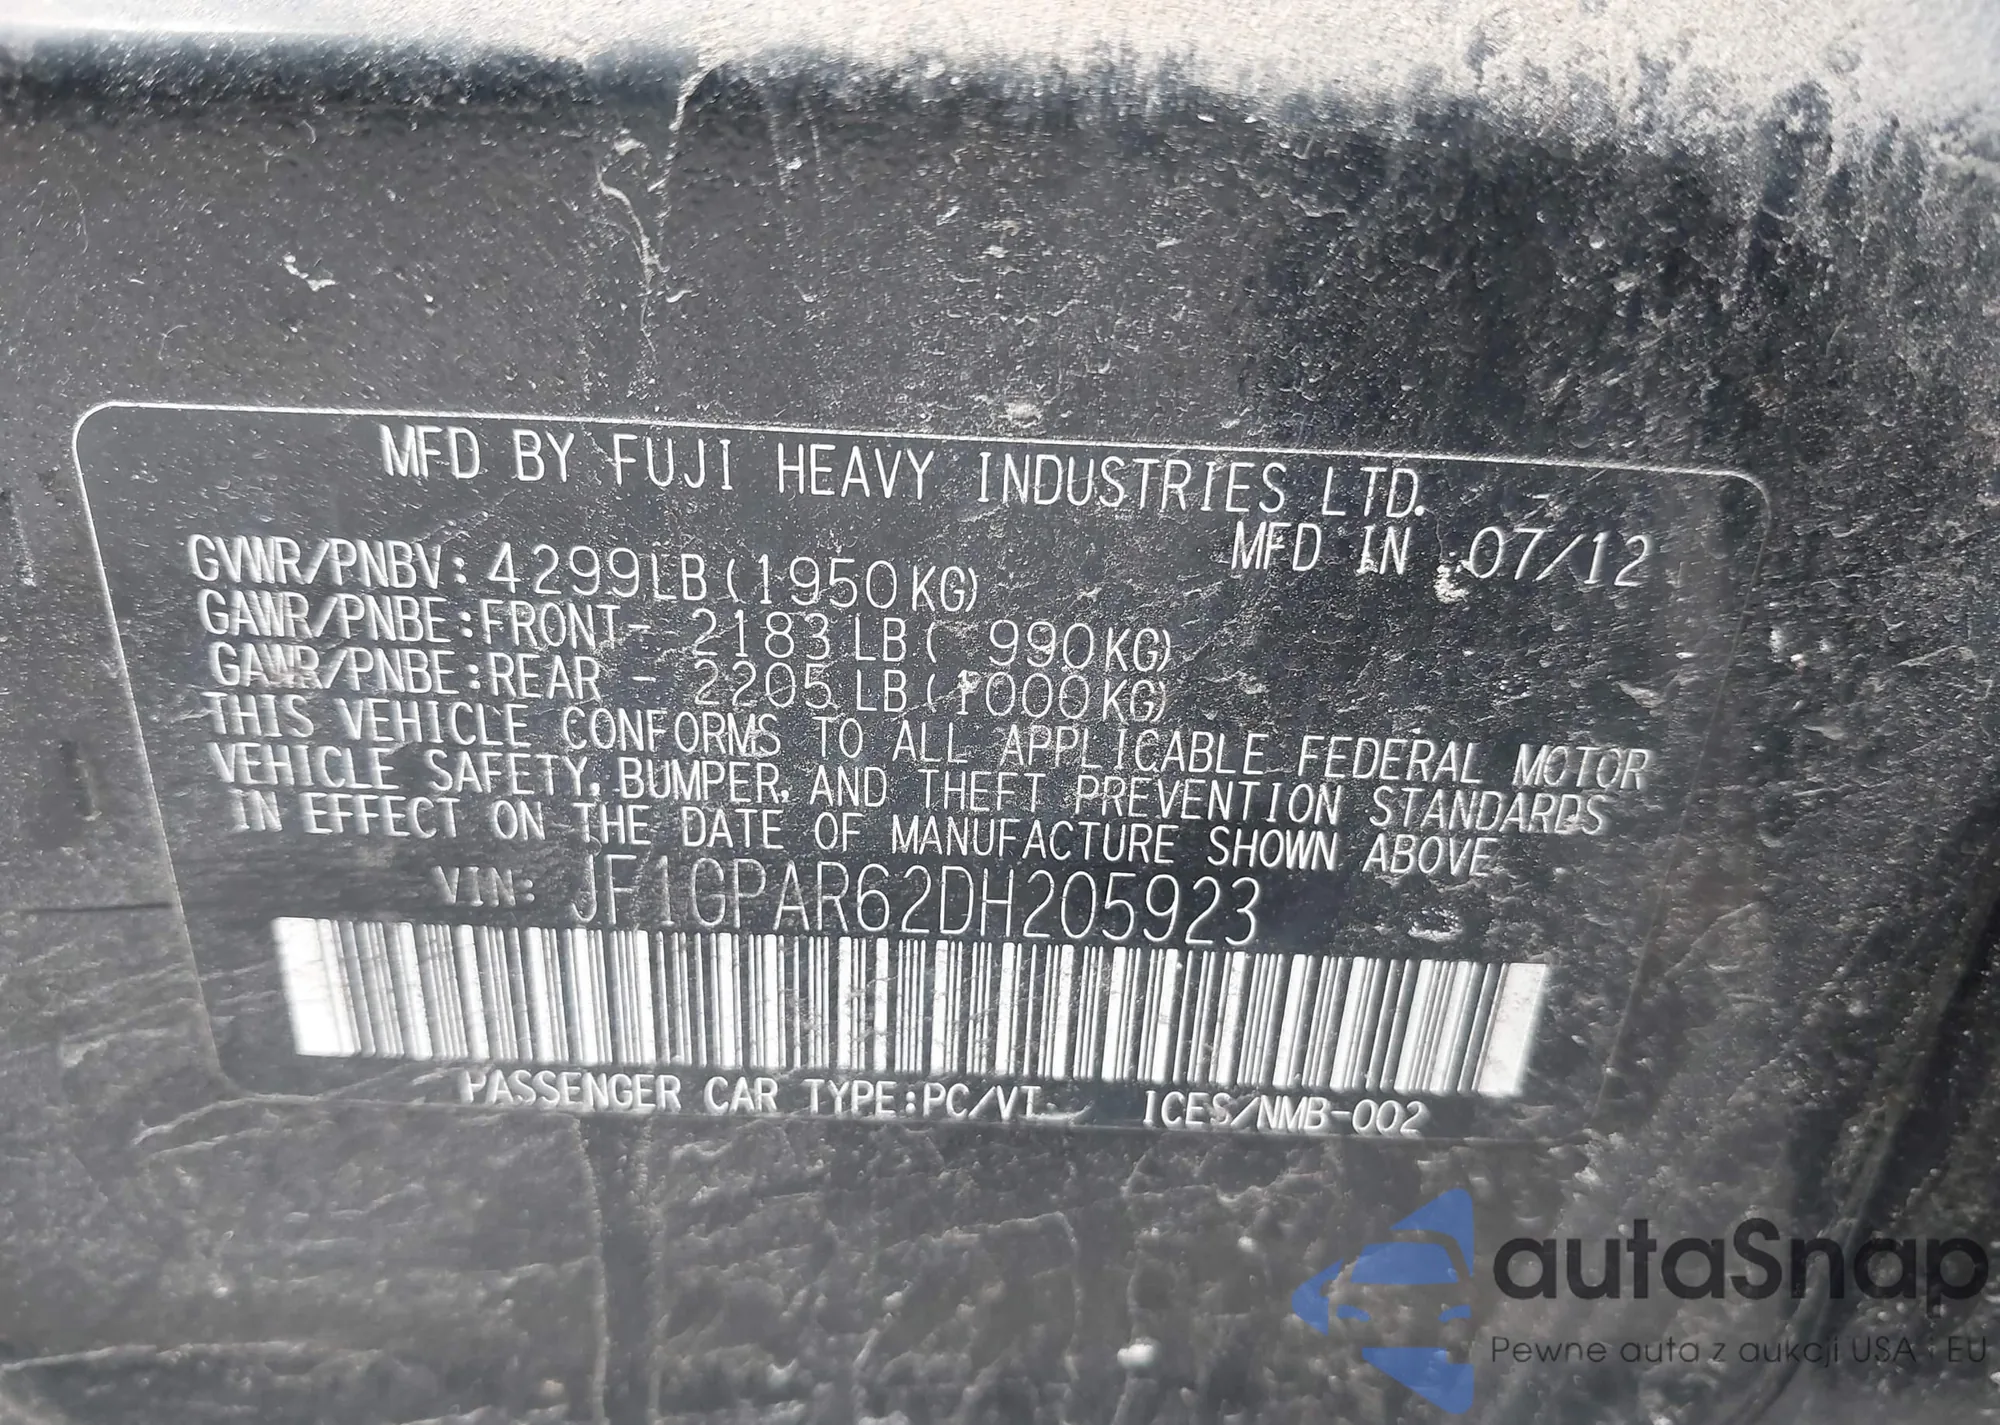 MFD BY FUJI HEAVY INDUSTRIES LTD.
MFD IN :07/12
GVWR/PNBV:4299LB(1950KG)
GAWR/PNBE:FRONT- 2183LB( 990KG)
GAWR/PNBE:REAR - 2205LB(1000KG)
THIS VEHICLE CONFORMS TO ALL APPLICABLE FEDERAL MOTOR
VEHICLE SAFETY, BUMPER, AND THEFT PREVENTION STANDARDS
IN EFFECT ON THE DATE OF MANUFACTURE SHOWN ABOVE
VIN: JF1GPAR62DH205923
PASSENGER CAR TYPE:PC/VT ICES/NMB-002
autaSnap
Pewne auta z aukcji USA i EU